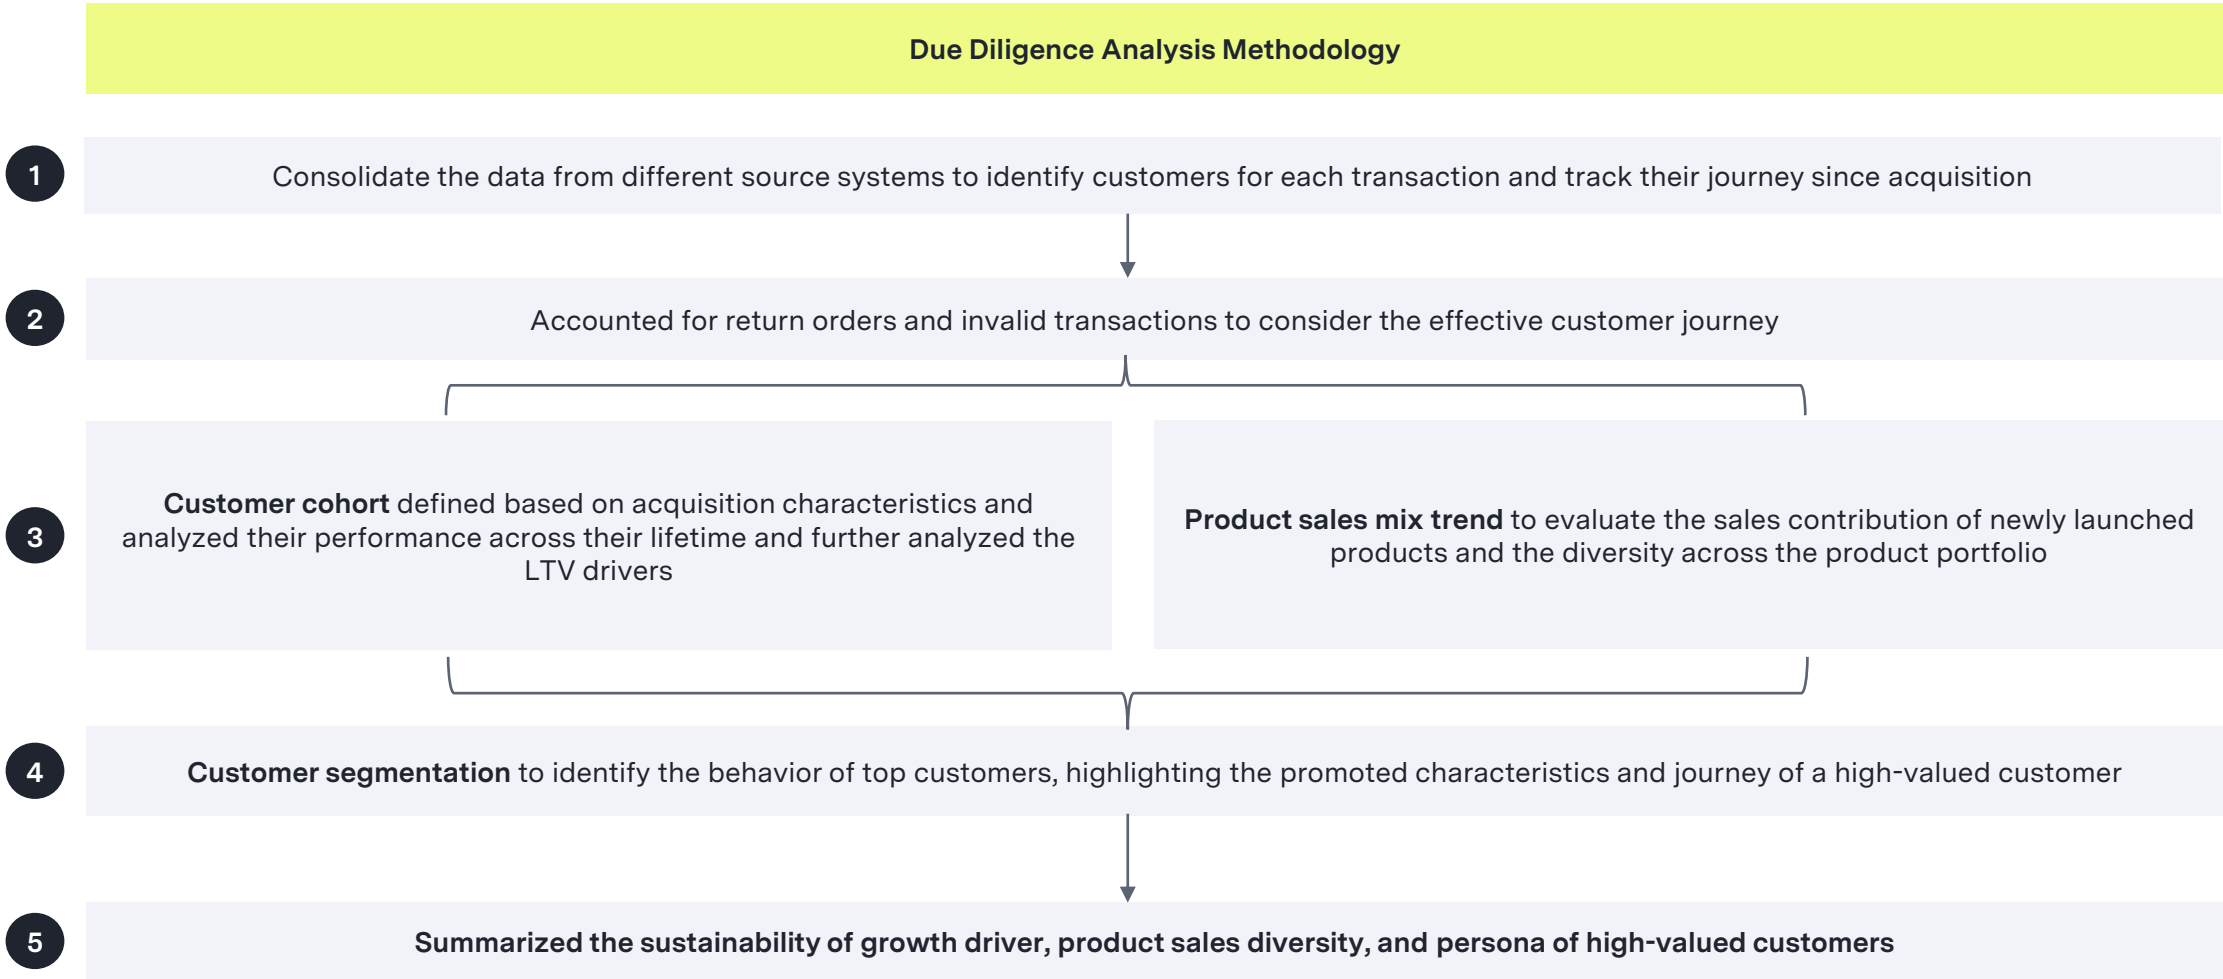 Due Diligence Analysis Methodology
1
Consolidate the data from different source systems to identify customers for each transaction and track their journey since acquisition
2
Accounted for return orders and invalid transactions to consider the effective customer journey
3
Customer cohort defined based on acquisition characteristics and
analyzed their performance across their lifetime and further analyzed the
LTV drivers
Product sales mix trend to evaluate the sales contribution of newly launched
products and the diversity across the product portfolio
4
Customer segmentation to identify the behavior of top customers, highlighting the promoted characteristics and journey of a high-valued customer
5
Summarized the sustainability of growth driver, product sales diversity, and persona of high-valued customers